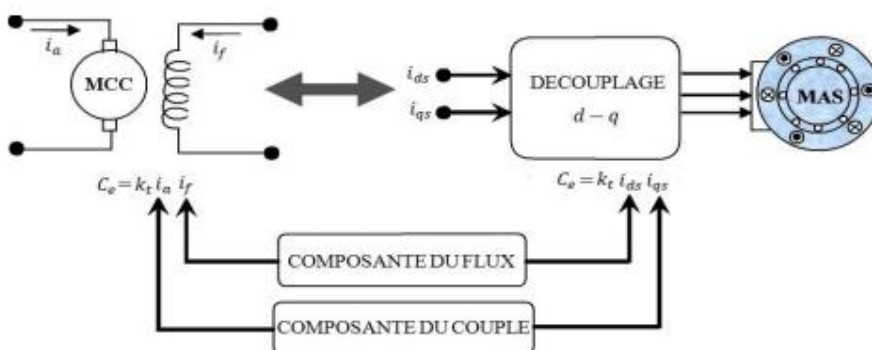 i_a
i_f
MCC
C_e = k_t i_a i_f
i_ds
i_qs
DECOUPLAGE
d − q
MAS
C_e = k_t i_ds i_qs
COMPOSANTE DU FLUX
COMPOSANTE DU COUPLE